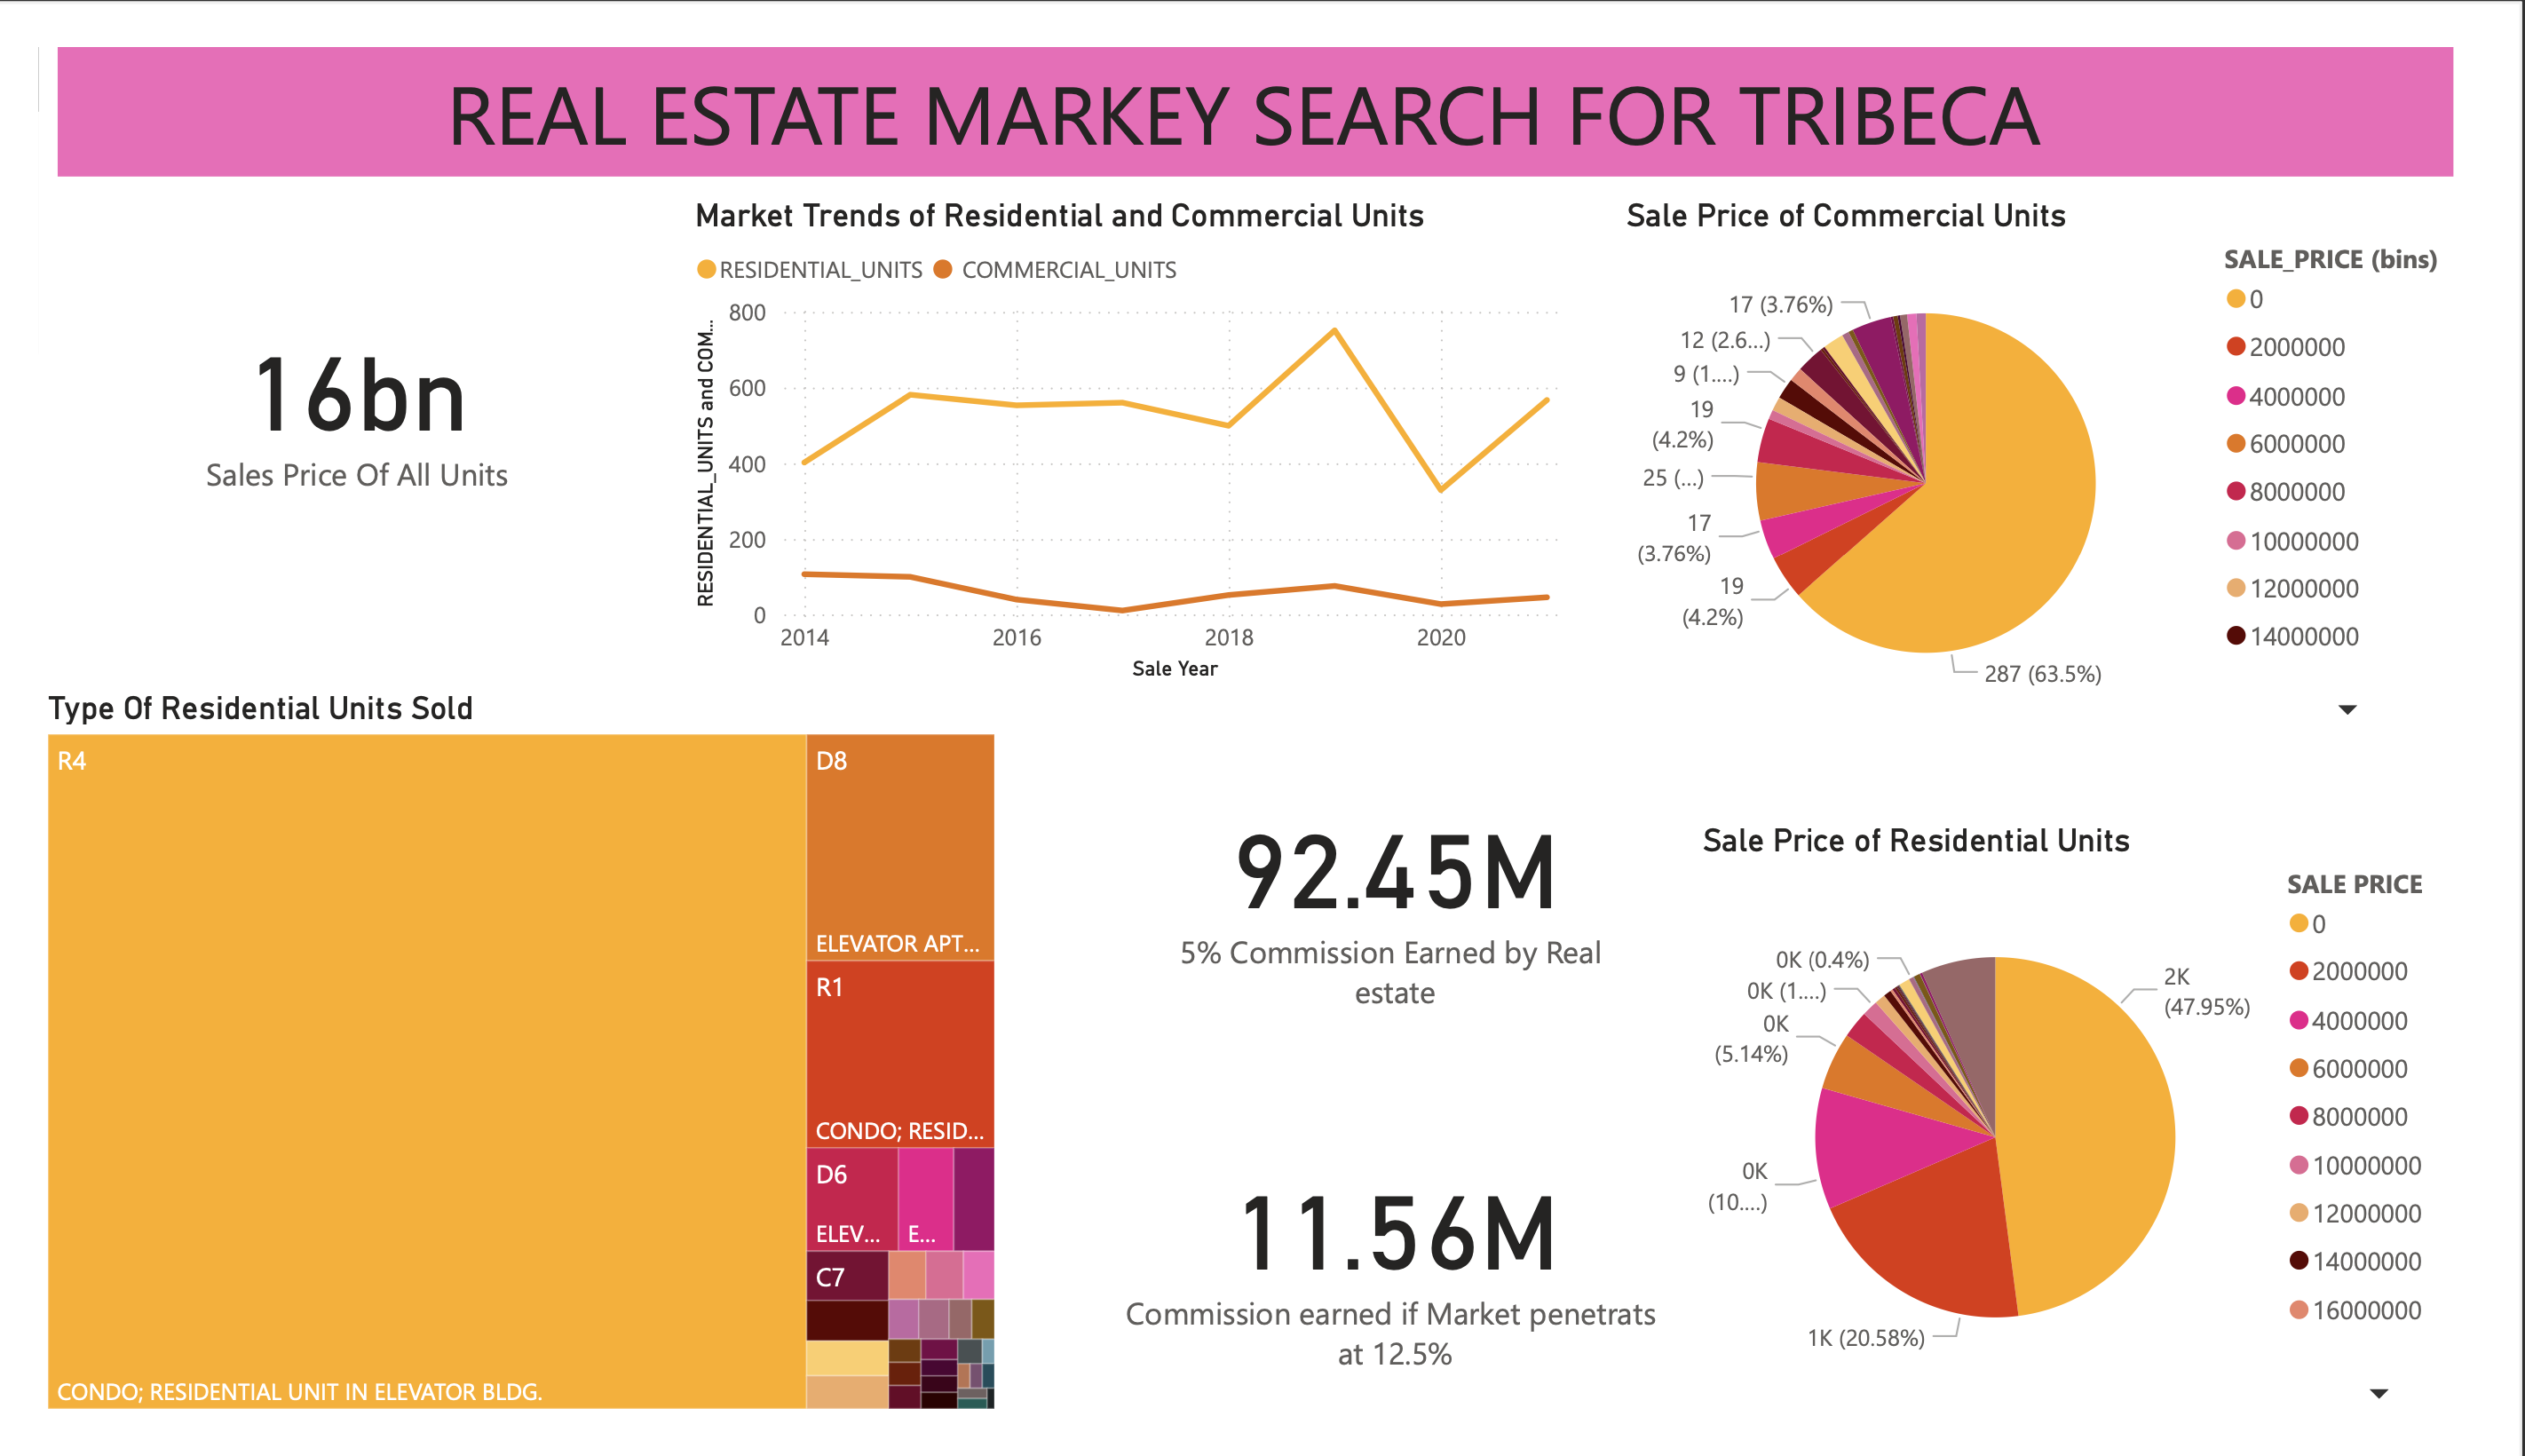 REAL ESTATE MARKEY SEARCH FOR TRIBECA
16bn
Sales Price Of All Units
Market Trends of Residential and Commercial Units
RESIDENTIAL_UNITS COMMERCIAL_UNITS
RESIDENTIAL_UNITS and COM...
800
600
400
200
0
2014 2016 2018 2020
Sale Year
Sale Price of Commercial Units
17 (3.76%)
12 (2.6...)
9 (1....)
19
(4.2%)
25 (...)
17
(3.76%)
19
(4.2%)
287 (63.5%)
SALE_PRICE (bins)
0
2000000
4000000
6000000
8000000
10000000
12000000
14000000
Type Of Residential Units Sold
R4
CONDO; RESIDENTIAL UNIT IN ELEVATOR BLDG.
D8
ELEVATOR APT...
R1
CONDO; RESID...
D6
ELEV...
E...
C7
92.45M
5% Commission Earned by Real
estate
11.56M
Commission earned if Market penetrats
at 12.5%
Sale Price of Residential Units
0K (0.4%)
0K (1....)
0K
(5.14%)
0K
(10....)
1K (20.58%)
2K
(47.95%)
SALE PRICE
0
2000000
4000000
6000000
8000000
10000000
12000000
14000000
16000000